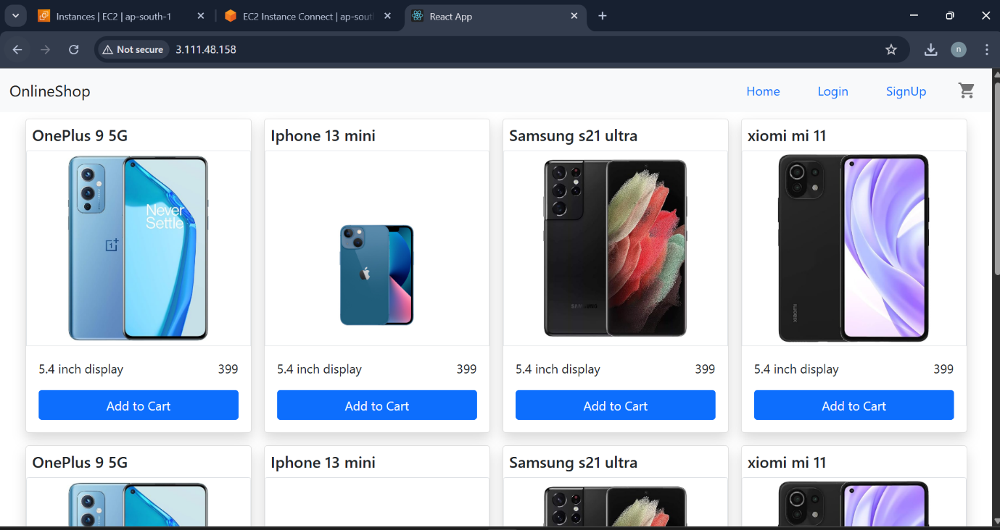 Instances | EC2 | ap-south-1
EC2 Instance Connect | ap-sout
React App
Not secure
3.111.48.158
n
OnlineShop
Home
Login
SignUp
OnePlus 9 5G
Iphone 13 mini
Samsung s21 ultra
xiomi mi 11
Never
Settle
SAMSUNG
xiaomi
5.4 inch display 399
5.4 inch display 399
5.4 inch display 399
5.4 inch display 399
Add to Cart
Add to Cart
Add to Cart
Add to Cart
OnePlus 9 5G
Iphone 13 mini
Samsung s21 ultra
xiomi mi 11